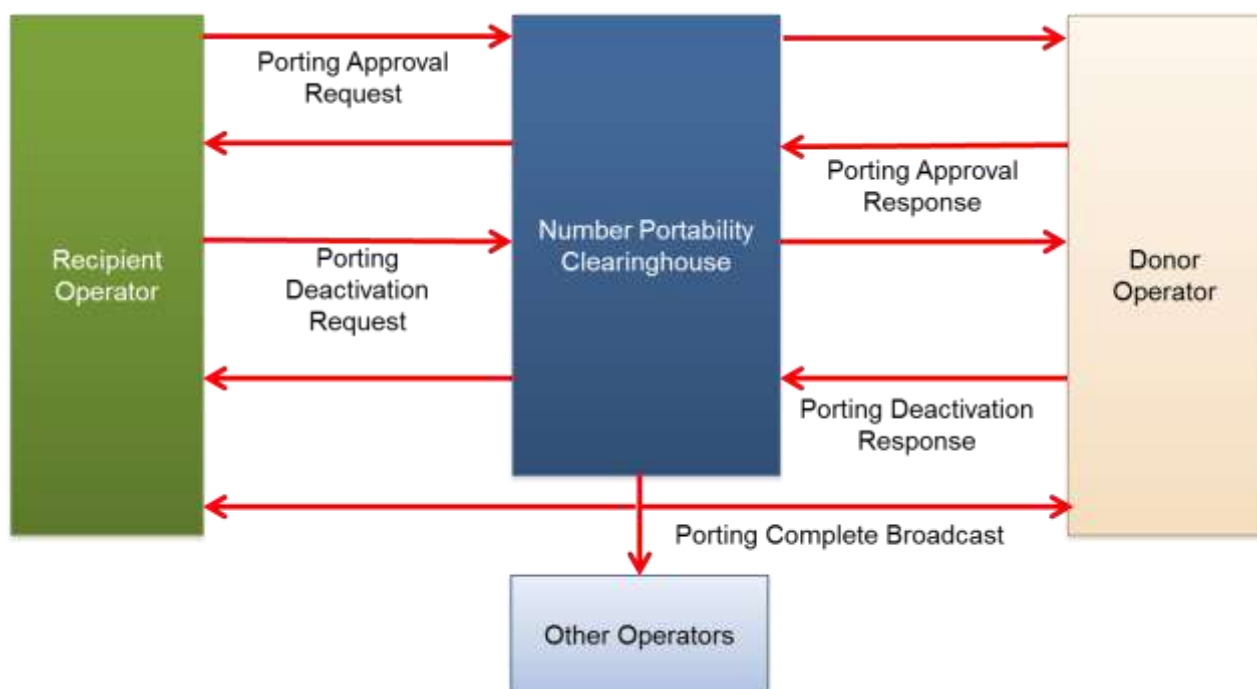 Porting Approval
Request
Porting Approval
Response
Recipient
Operator
Number Portability
Clearinghouse
Donor
Operator
Porting
Deactivation
Request
Porting Deactivation
Response
Porting Complete Broadcast
Other Operators